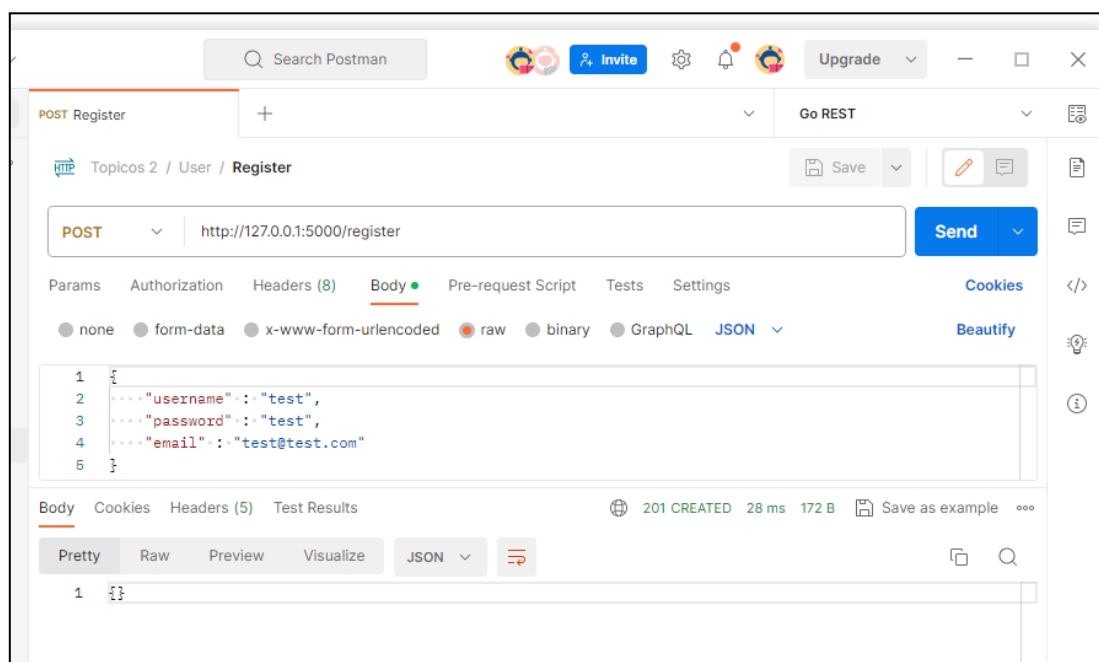 Search Postman Invite Upgrade
POST Register Go REST
HTTP Topicos 2 / User / Register Save
POST http://127.0.0.1:5000/register Send
Params Authorization Headers (8) Body Pre-request Script Tests Settings Cookies
none form-data x-www-form-urlencoded raw binary GraphQL JSON Beautify
1 {
2 "username" : "test",
3 "password" : "test",
4 "email" : "test@test.com"
5 }
Body Cookies Headers (5) Test Results 201 CREATED 28 ms 172 B Save as example
Pretty Raw Preview Visualize JSON
1 {}